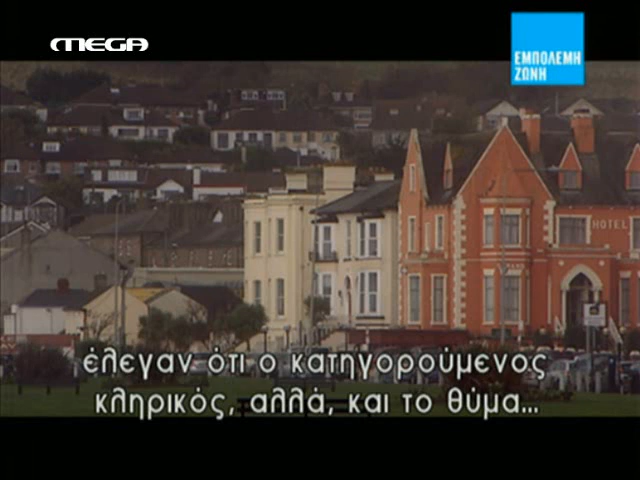 MEGA
ΕΜΠΟΛΕΜΗ
ΖΩΝΗ
HOTEL
έλεγαν ότι ο κατηγορούμενος
κληρικός, αλλά, και το θύμα...